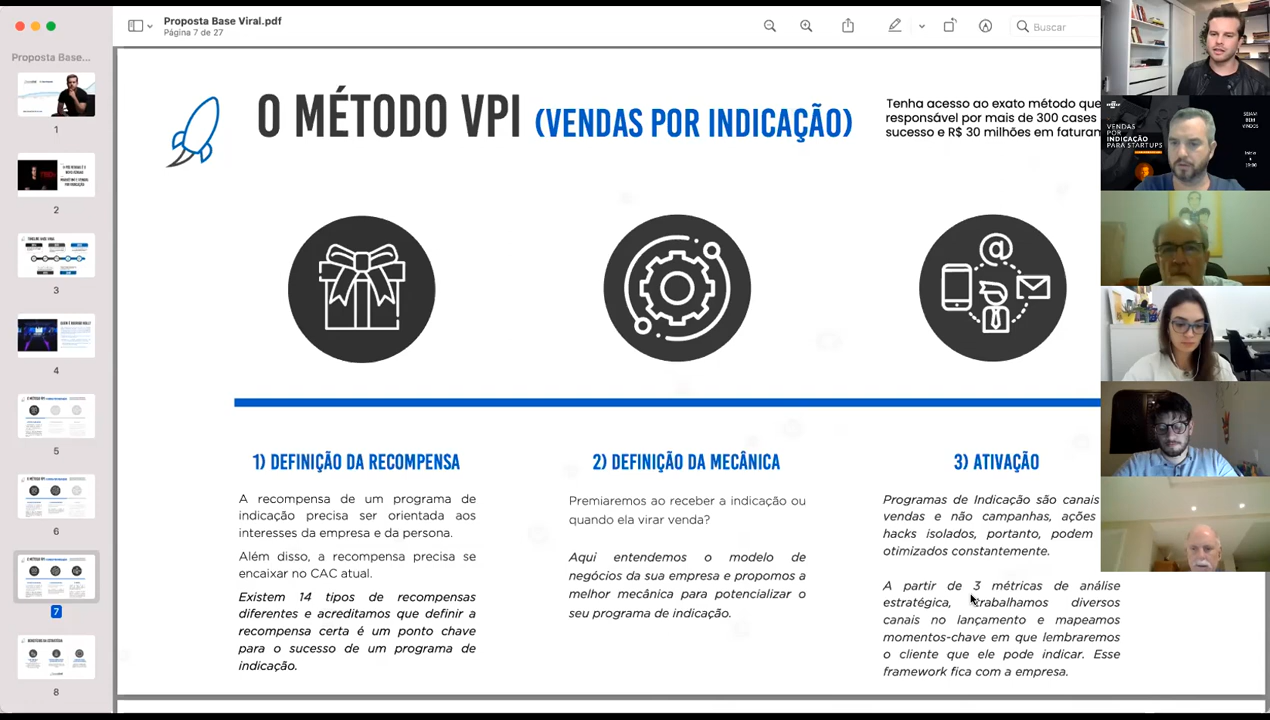 Proposta Base Viral.pdf
Página 7 de 27
Buscar
Proposta Base...
1
2
3
4
5
6
7
8
O MÉTODO VPI (VENDAS POR INDICAÇÃO)
Tenha acesso ao exato método que
responsável por mais de 300 cases
sucesso e R$ 30 milhões em faturam
1) DEFINIÇÃO DA RECOMPENSA
A recompensa de um programa de
indicação precisa ser orientada aos
interesses da empresa e da persona.
Além disso, a recompensa precisa se
encaixar no CAC atual.
Existem 14 tipos de recompensas
diferentes e acreditamos que definir a
recompensa certa é um ponto chave
para o sucesso de um programa de
indicação.
2) DEFINIÇÃO DA MECÂNICA
Premiaremos ao receber a indicação ou
quando ela virar venda?
Aqui entendemos o modelo de
negócios da sua empresa e propomos a
melhor mecânica para potencializar o
seu programa de indicação.
3) ATIVAÇÃO
Programas de Indicação são canais
vendas e não campanhas, ações
hacks isolados, portanto, podem
otimizados constantemente.
A partir de 3 métricas de análise
estratégica, trabalhamos diversos
canais no lançamento e mapeamos
momentos-chave em que lembraremos
o cliente que ele pode indicar. Esse
framework fica com a empresa.
VENDAS
POR
INDICAÇÃO
PARA STARTUPS
SEJAM
BEM
VINDOS